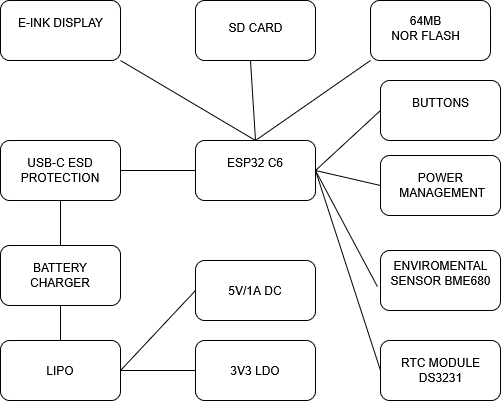 E-INK DISPLAY
SD CARD
64MB
NOR FLASH
BUTTONS
USB-C ESD
PROTECTION
ESP32 C6
POWER
MANAGEMENT
BATTERY
CHARGER
5V/1A DC
ENVIROMENTAL
SENSOR BME680
LIPO
3V3 LDO
RTC MODULE
DS3231